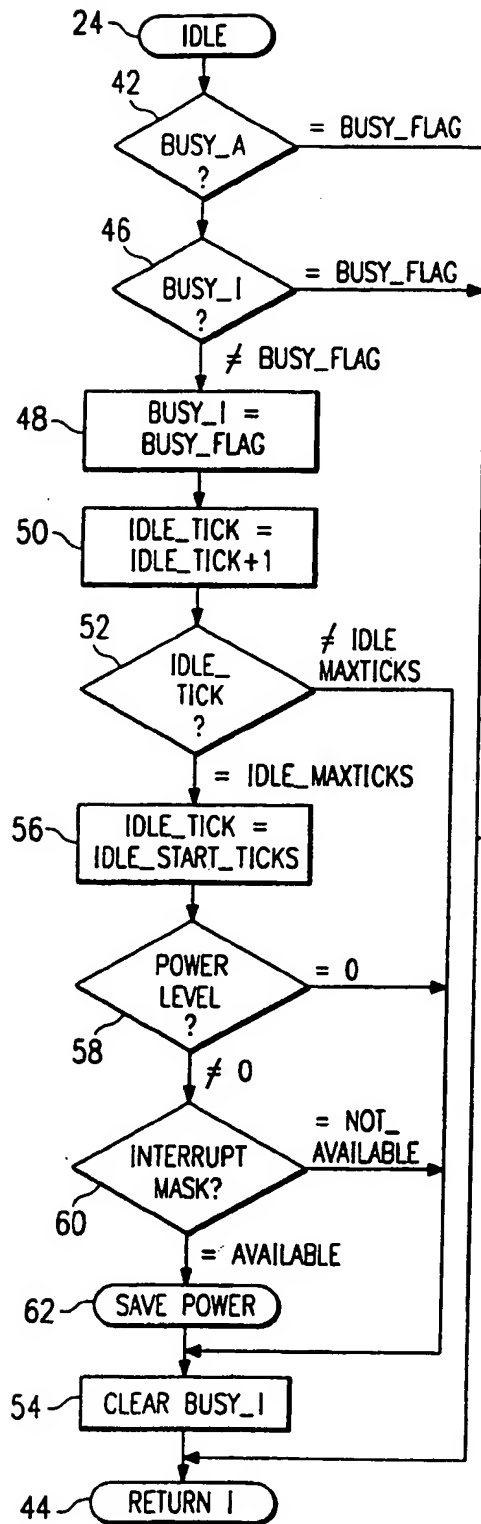 24
IDLE
42
BUSY_A
?
= BUSY_FLAG
46
BUSY_I
?
= BUSY_FLAG
≠ BUSY_FLAG
48
BUSY_I =
BUSY_FLAG
50
IDLE_TICK =
IDLE_TICK+1
52
IDLE_
TICK
?
≠ IDLE
MAXTICKS
= IDLE_MAXTICKS
56
IDLE_TICK =
IDLE_START_TICKS
POWER
LEVEL
?
= 0
58
≠ 0
INTERRUPT
MASK?
= NOT_
AVAILABLE
60
= AVAILABLE
62
SAVE POWER
54
CLEAR BUSY_I
44
RETURN I